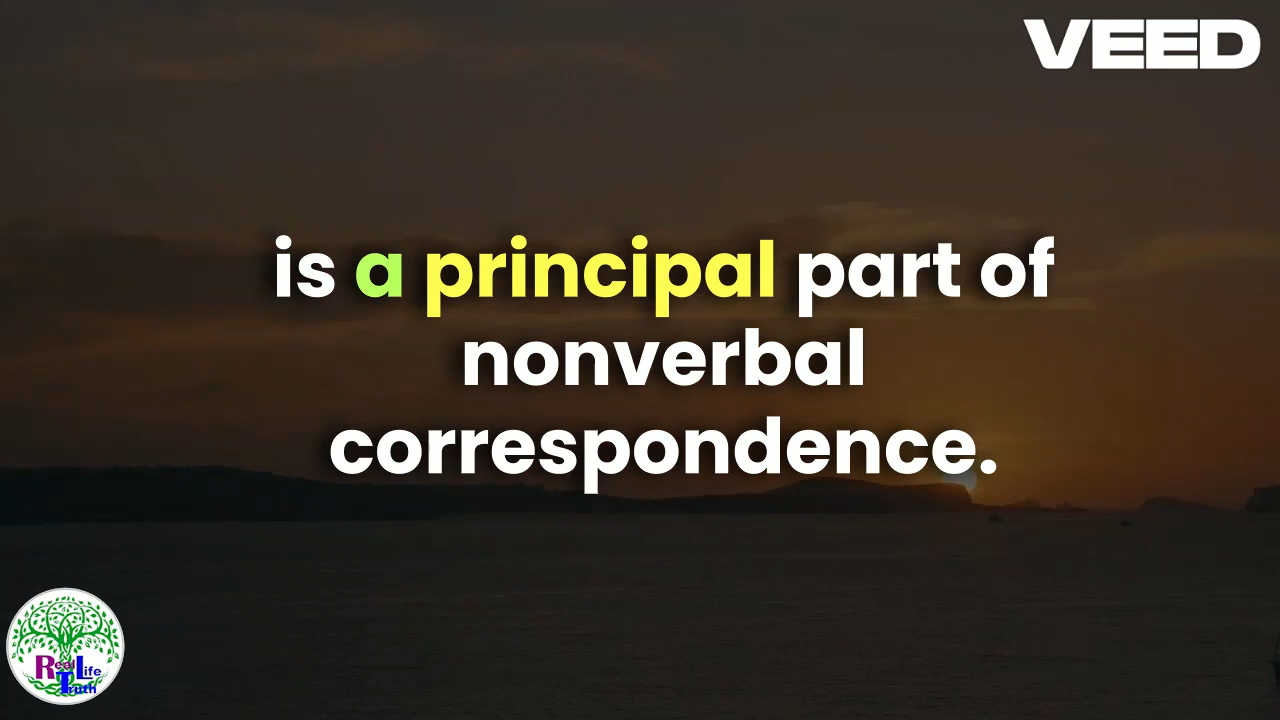 VEED
is a principal part of
nonverbal
correspondence.
Real Life
Truth